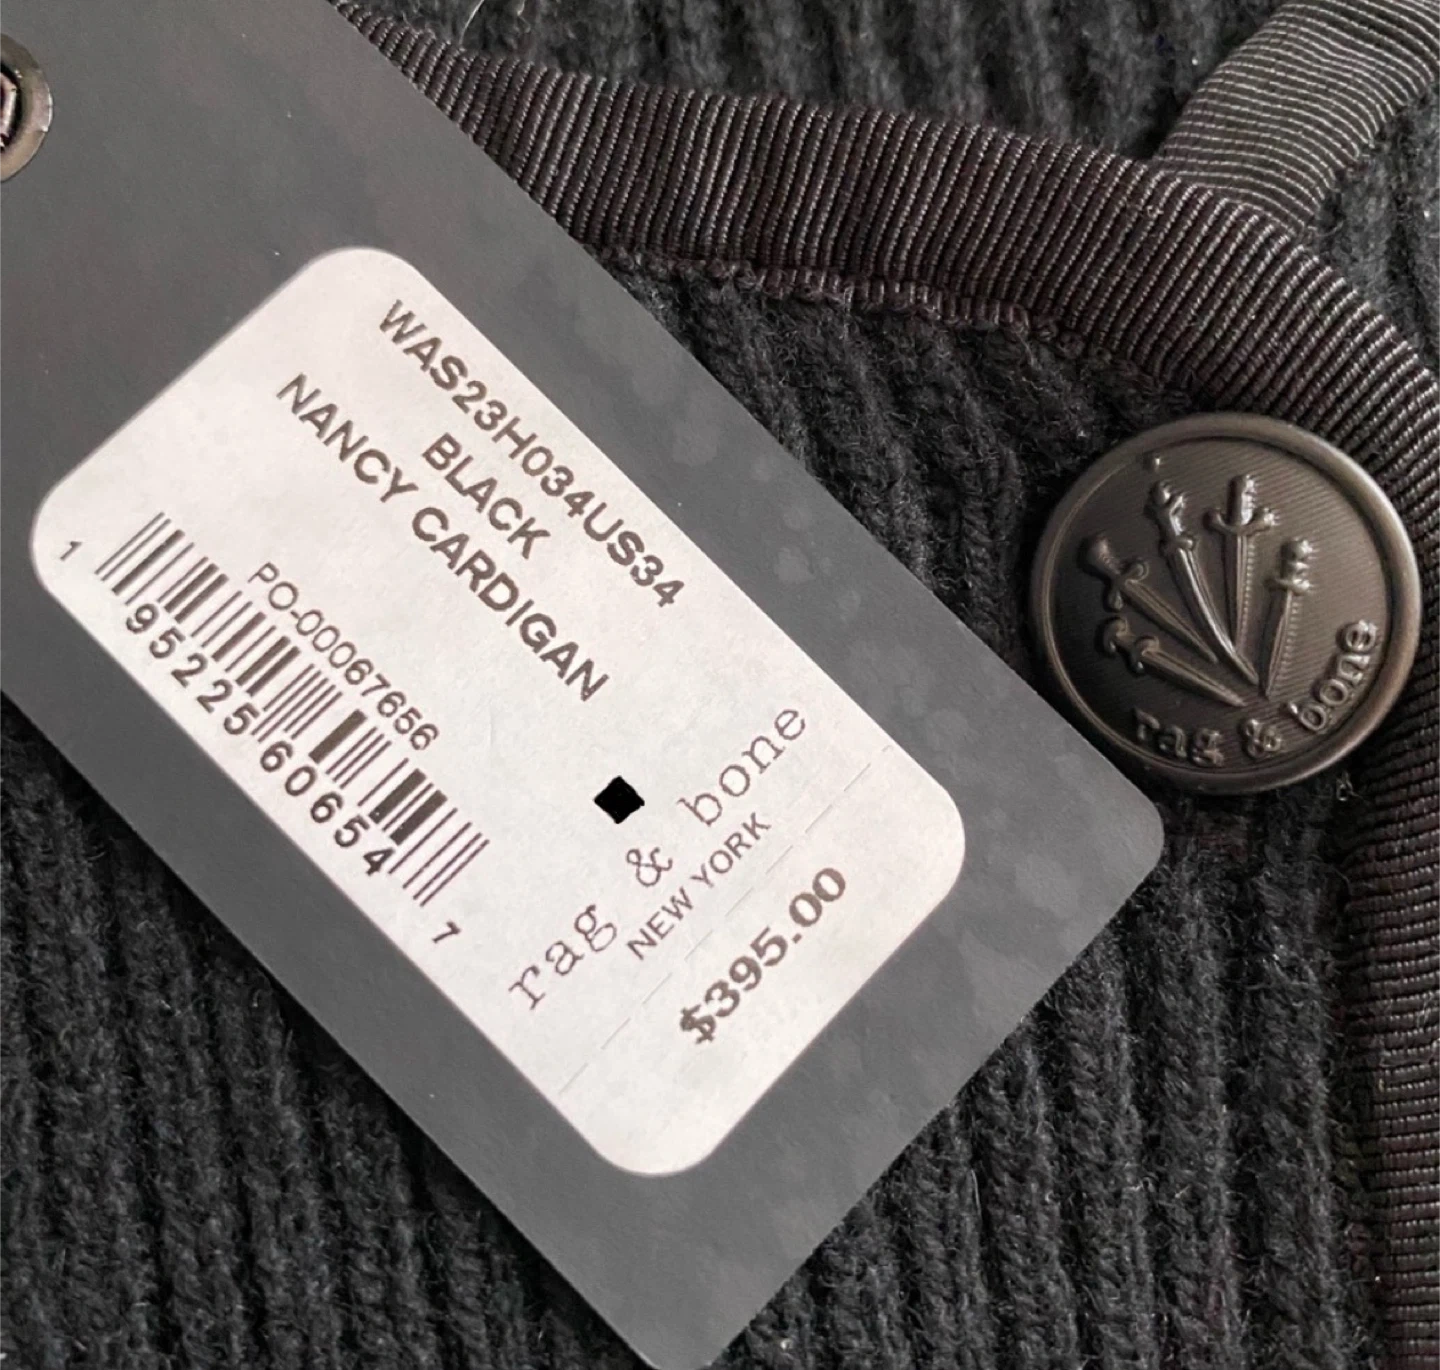 WAS23H034US34
BLACK
NANCY CARDIGAN
PO-00067656
1 95225 60654 7
rag & bone
NEW YORK
$395.00
rag & bone